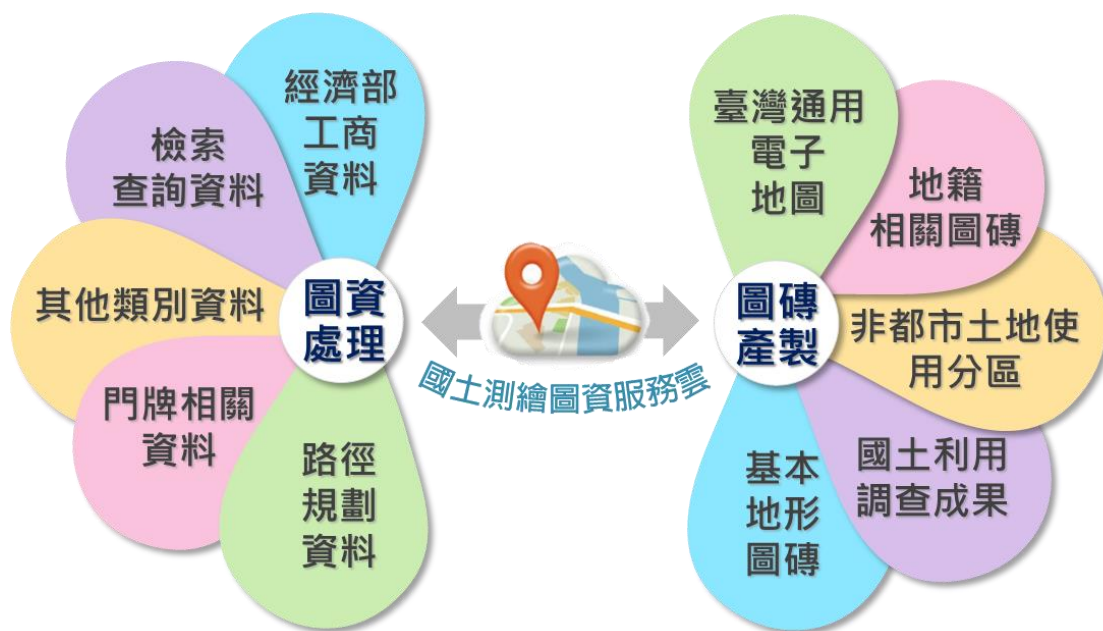 經濟部
工商
資料
檢索
查詢資料
其他類別資料
門牌相關
資料
路徑
規劃
資料
圖資
處理
國土測繪圖資服務雲
圖磚
產製
臺灣通用
電子
地圖
地籍
相關圖磚
非都市土地使
用分區
國土利用
調查成果
基本
地形
圖磚